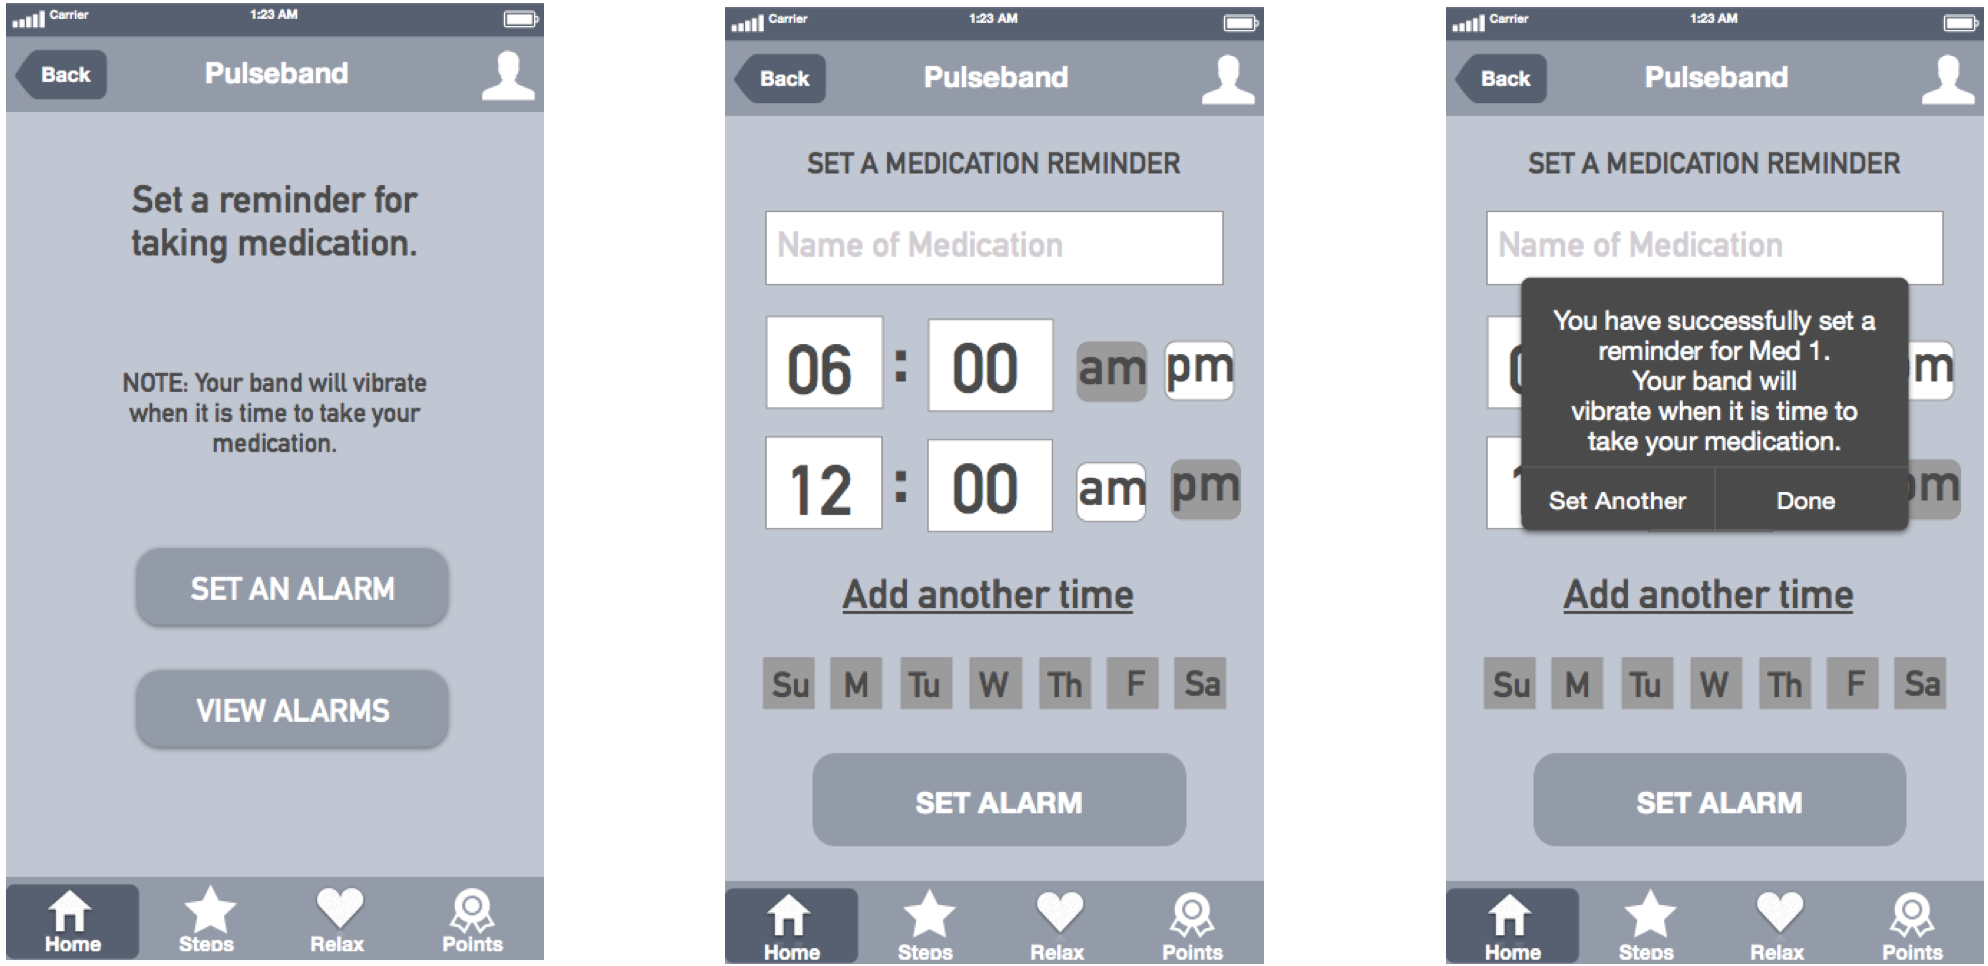 Carrier 1:23 AM
Back Pulseband
Set a reminder for
taking medication.
NOTE: Your band will vibrate
when it is time to take your
medication.
SET AN ALARM
VIEW ALARMS
Home Steps Relax Points
Carrier 1:23 AM
Back Pulseband
SET A MEDICATION REMINDER
Name of Medication
06 : 00 am pm
12 : 00 am pm
Add another time
Su M Tu W Th F Sa
SET ALARM
Home Steps Relax Points
Carrier 1:23 AM
Back Pulseband
SET A MEDICATION REMINDER
Name of Medication
You have successfully set a
reminder for Med 1.
Your band will
vibrate when it is time to
take your medication.
Set Another Done
Add another time
Su M Tu W Th F Sa
SET ALARM
Home Steps Relax Points